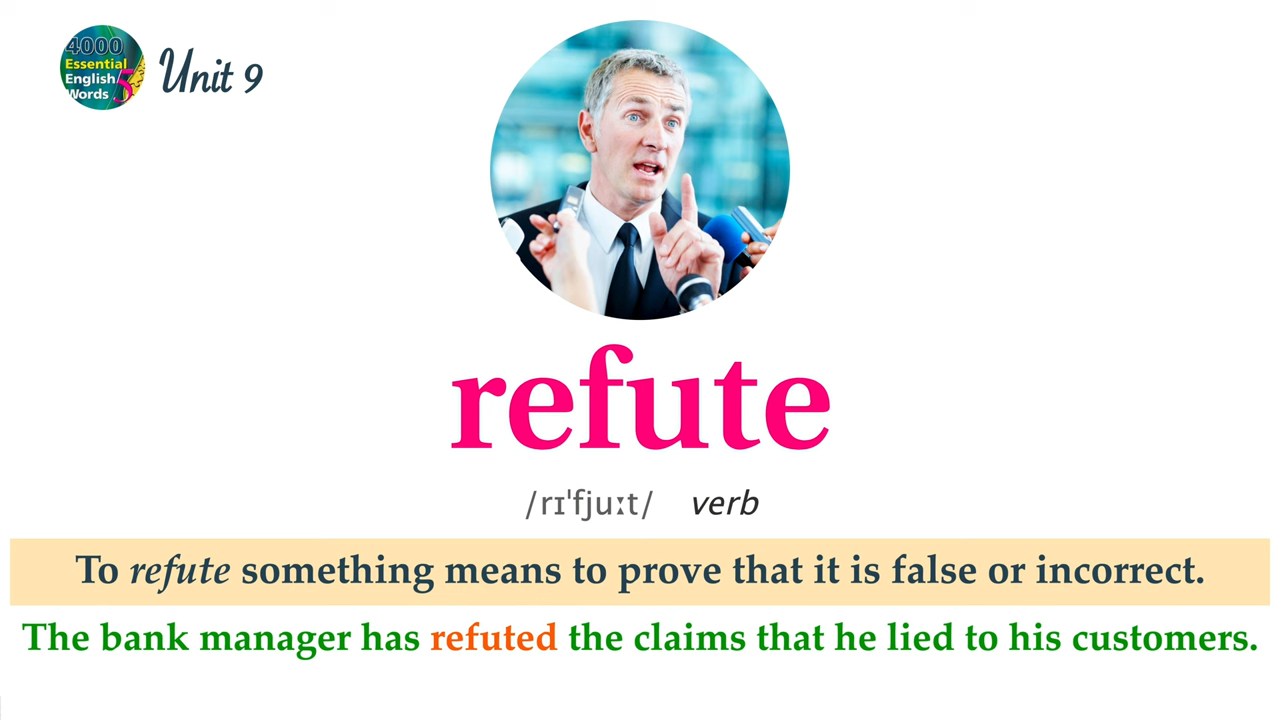 4000
Essential
English
Words 5
Unit 9
refute
/rɪˈfjuːt/ verb
To refute something means to prove that it is false or incorrect.
The bank manager has refuted the claims that he lied to his customers.